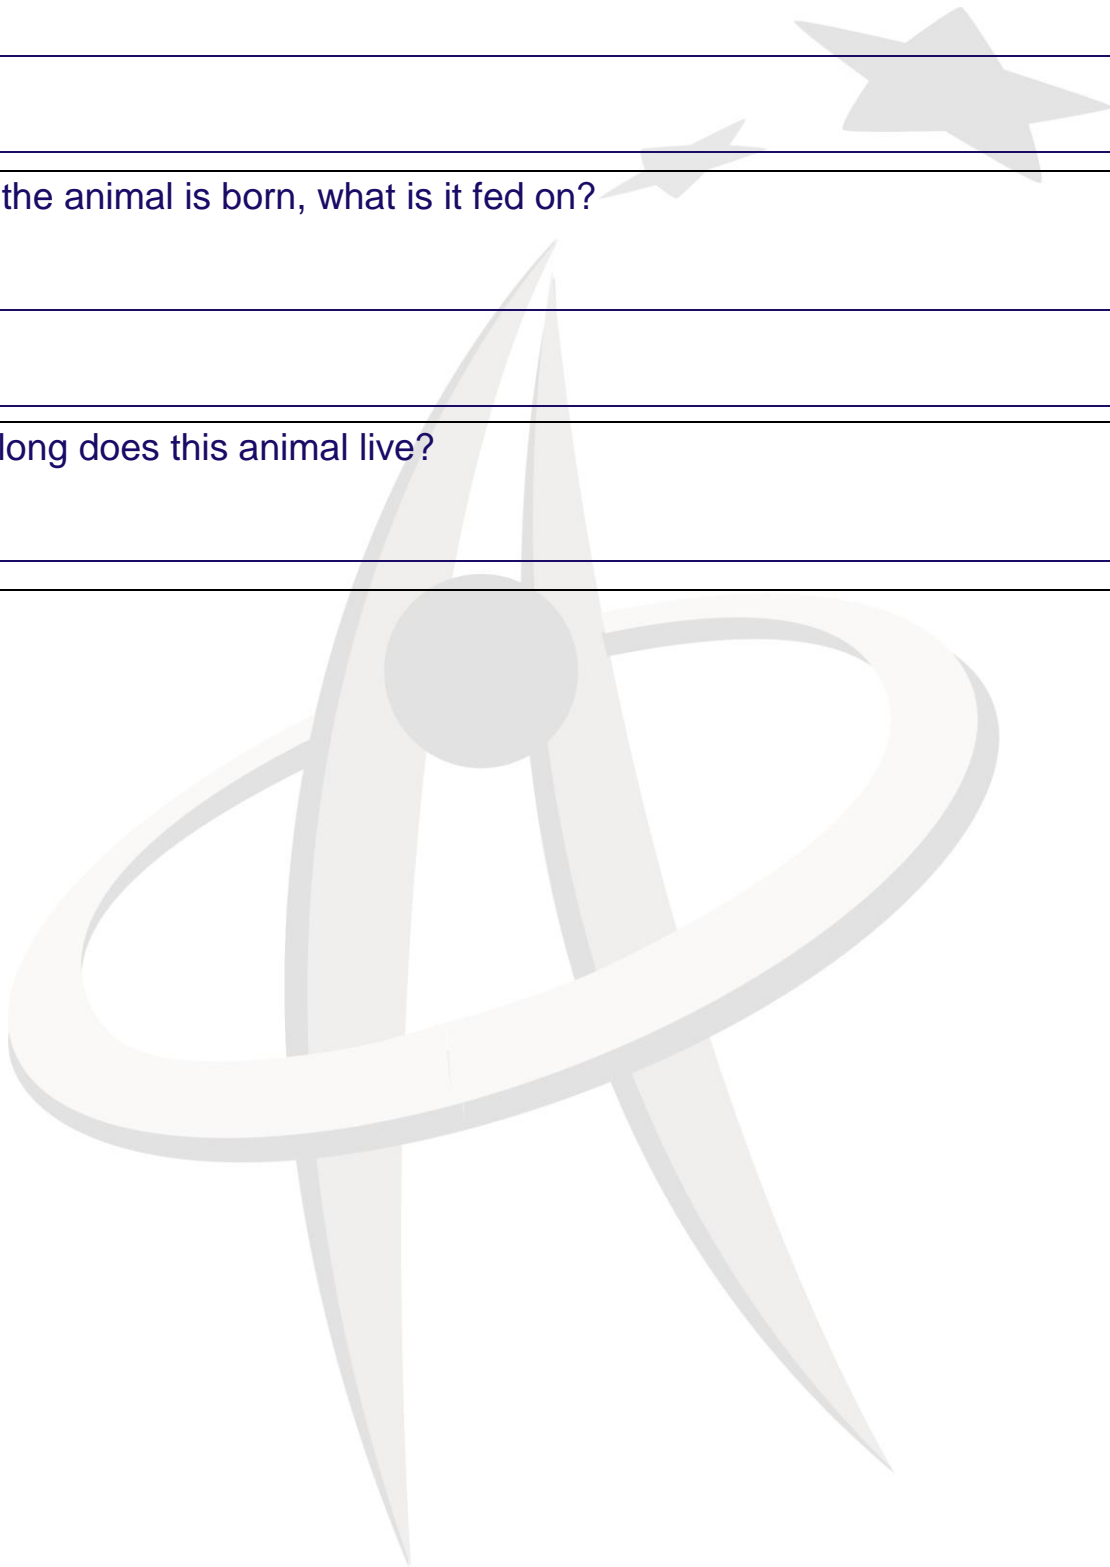 the animal is born, what is it fed on?
long does this animal live?